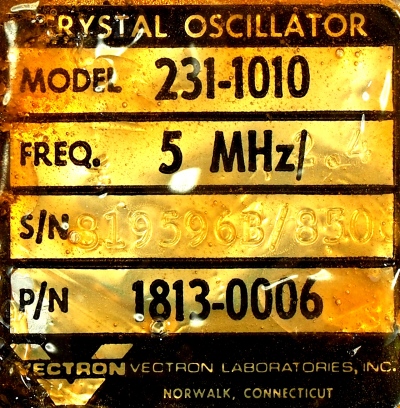 CRYSTAL OSCILLATOR
MODEL 231-1010
FREQ. 5 MHz/
S/N 819596B/850
P/N 1813-0006
VECTRON VECTRON LABORATORIES, INC.
NORWALK, CONNECTICUT